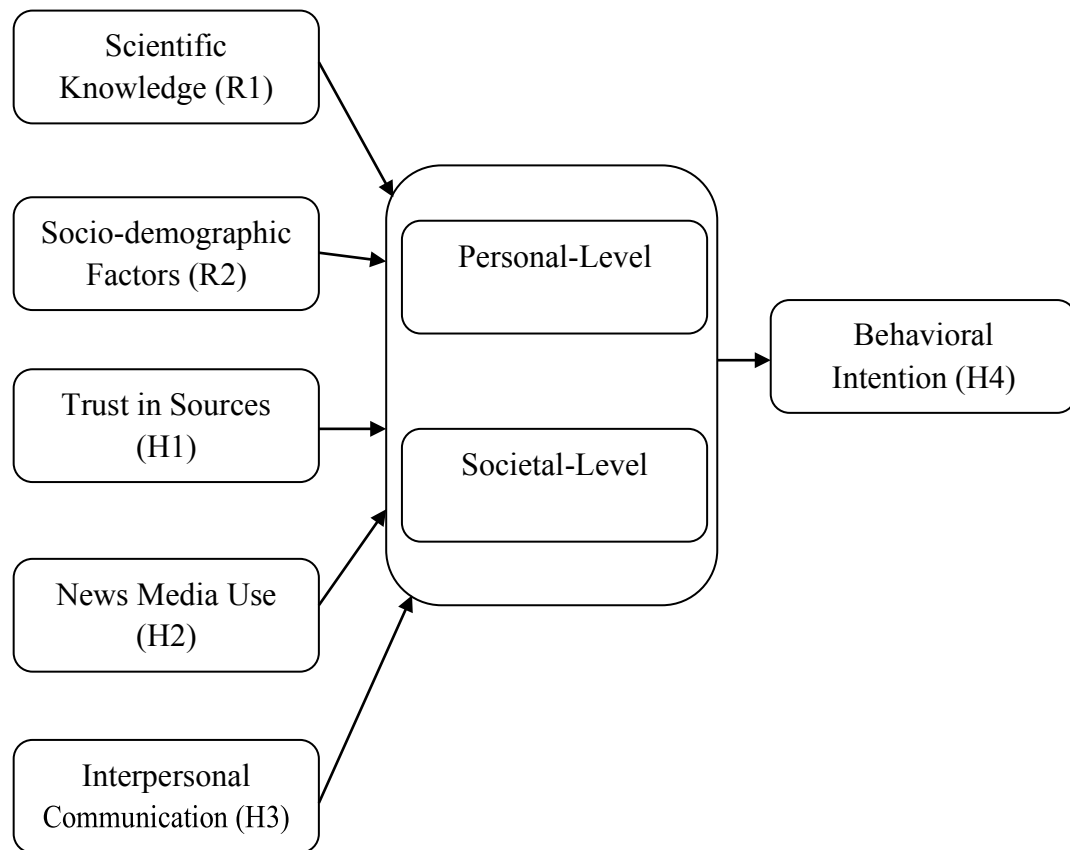 Scientific
Knowledge (R1)
Socio-demographic
Factors (R2)
Trust in Sources
(H1)
News Media Use
(H2)
Interpersonal
Communication (H3)
Personal-Level
Societal-Level
Behavioral
Intention (H4)